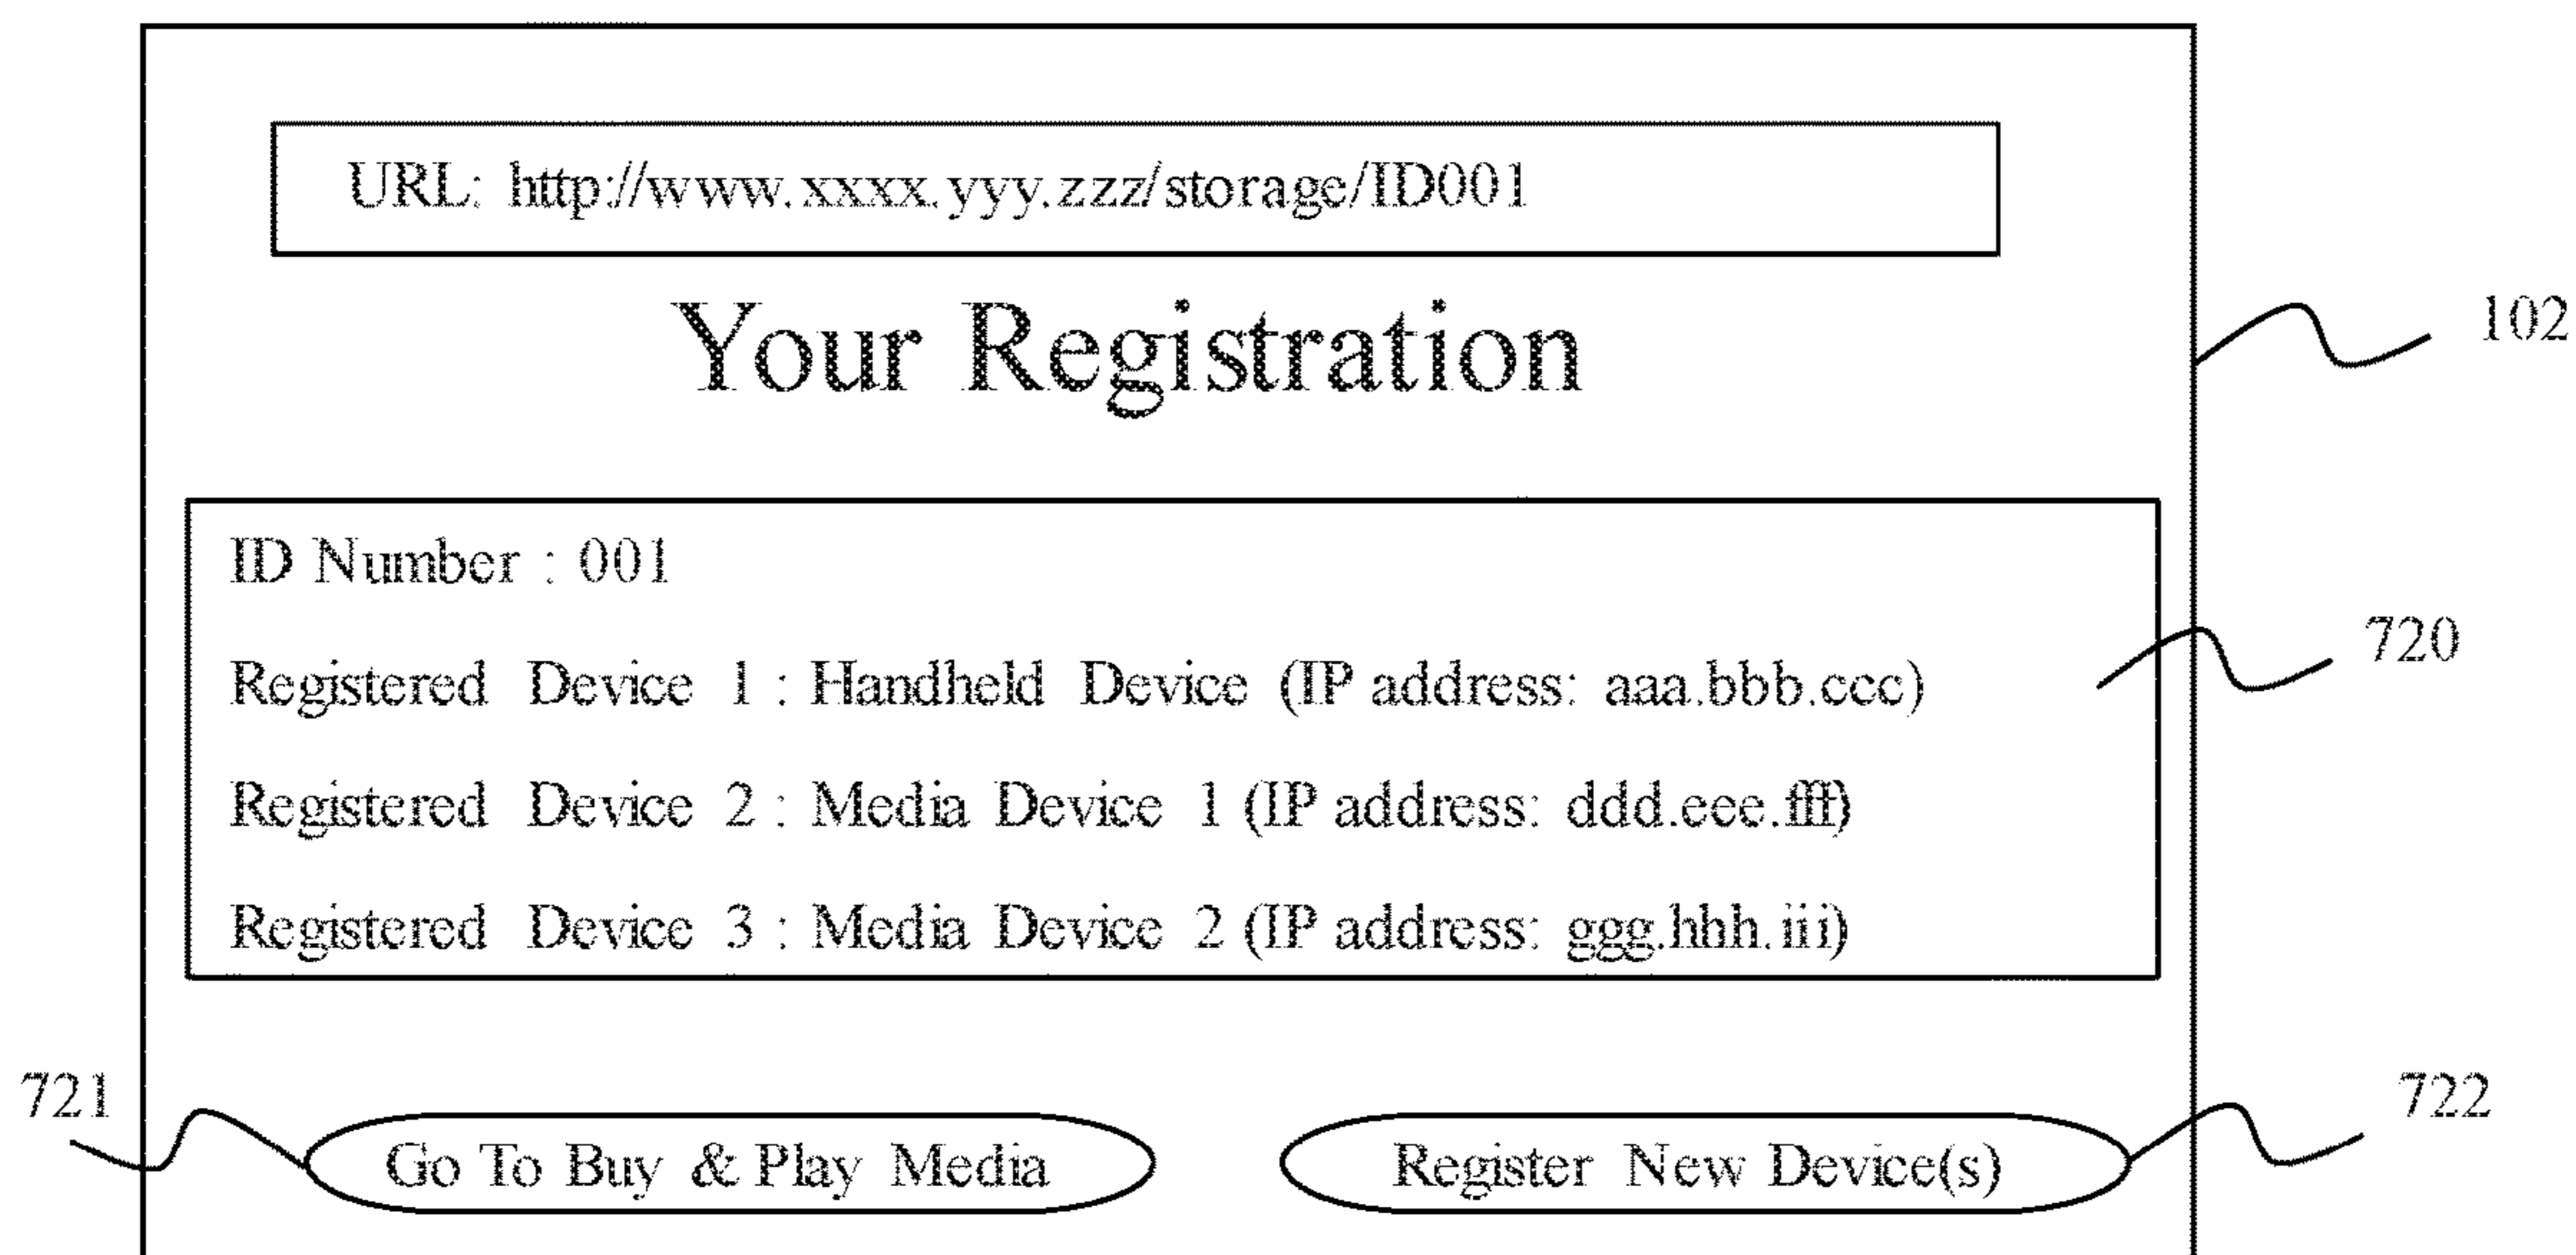 URL: http://www.xxxx.yyy.zzz/storage/ID001
Your Registration
102
ID Number : 001
Registered Device 1 : Handheld Device (IP address: aaa.bbb.ccc)
720
Registered Device 2 : Media Device 1 (IP address: ddd.eee.fff)
Registered Device 3 : Media Device 2 (IP address: ggg.hhh.iii)
721
722
Go To Buy & Play Media
Register New Device(s)